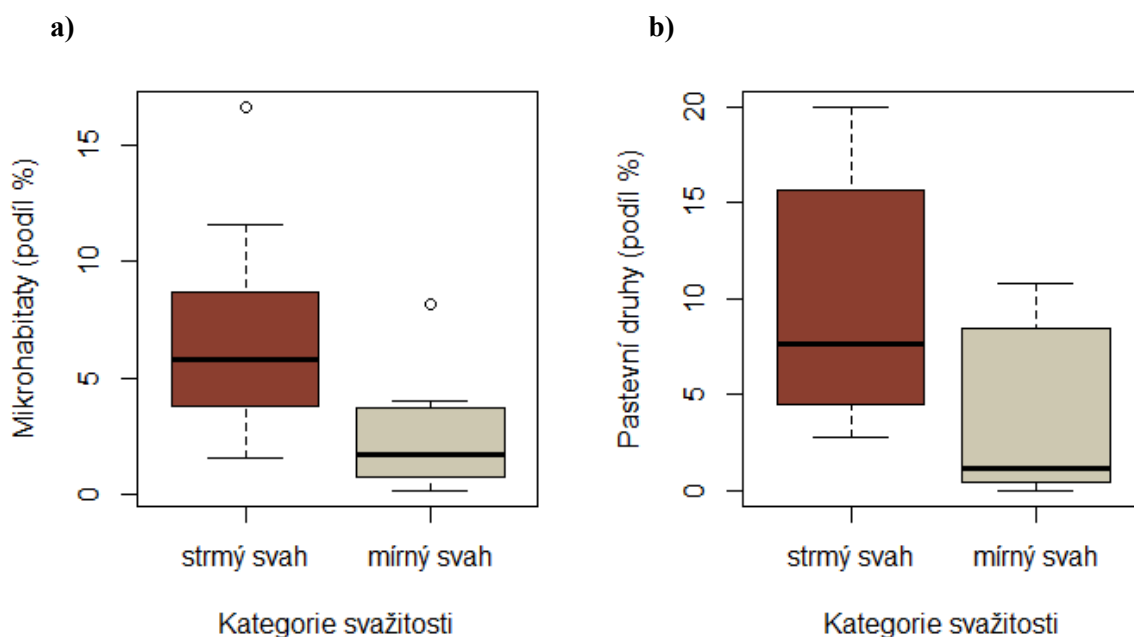 a)
Mikrohabitaty (podíl %)
15
10
5
0
strmý svah
mírný svah
Kategorie svažitosti
b)
Pastevní druhy (podíl %)
20
15
10
5
0
strmý svah
mírný svah
Kategorie svažitosti